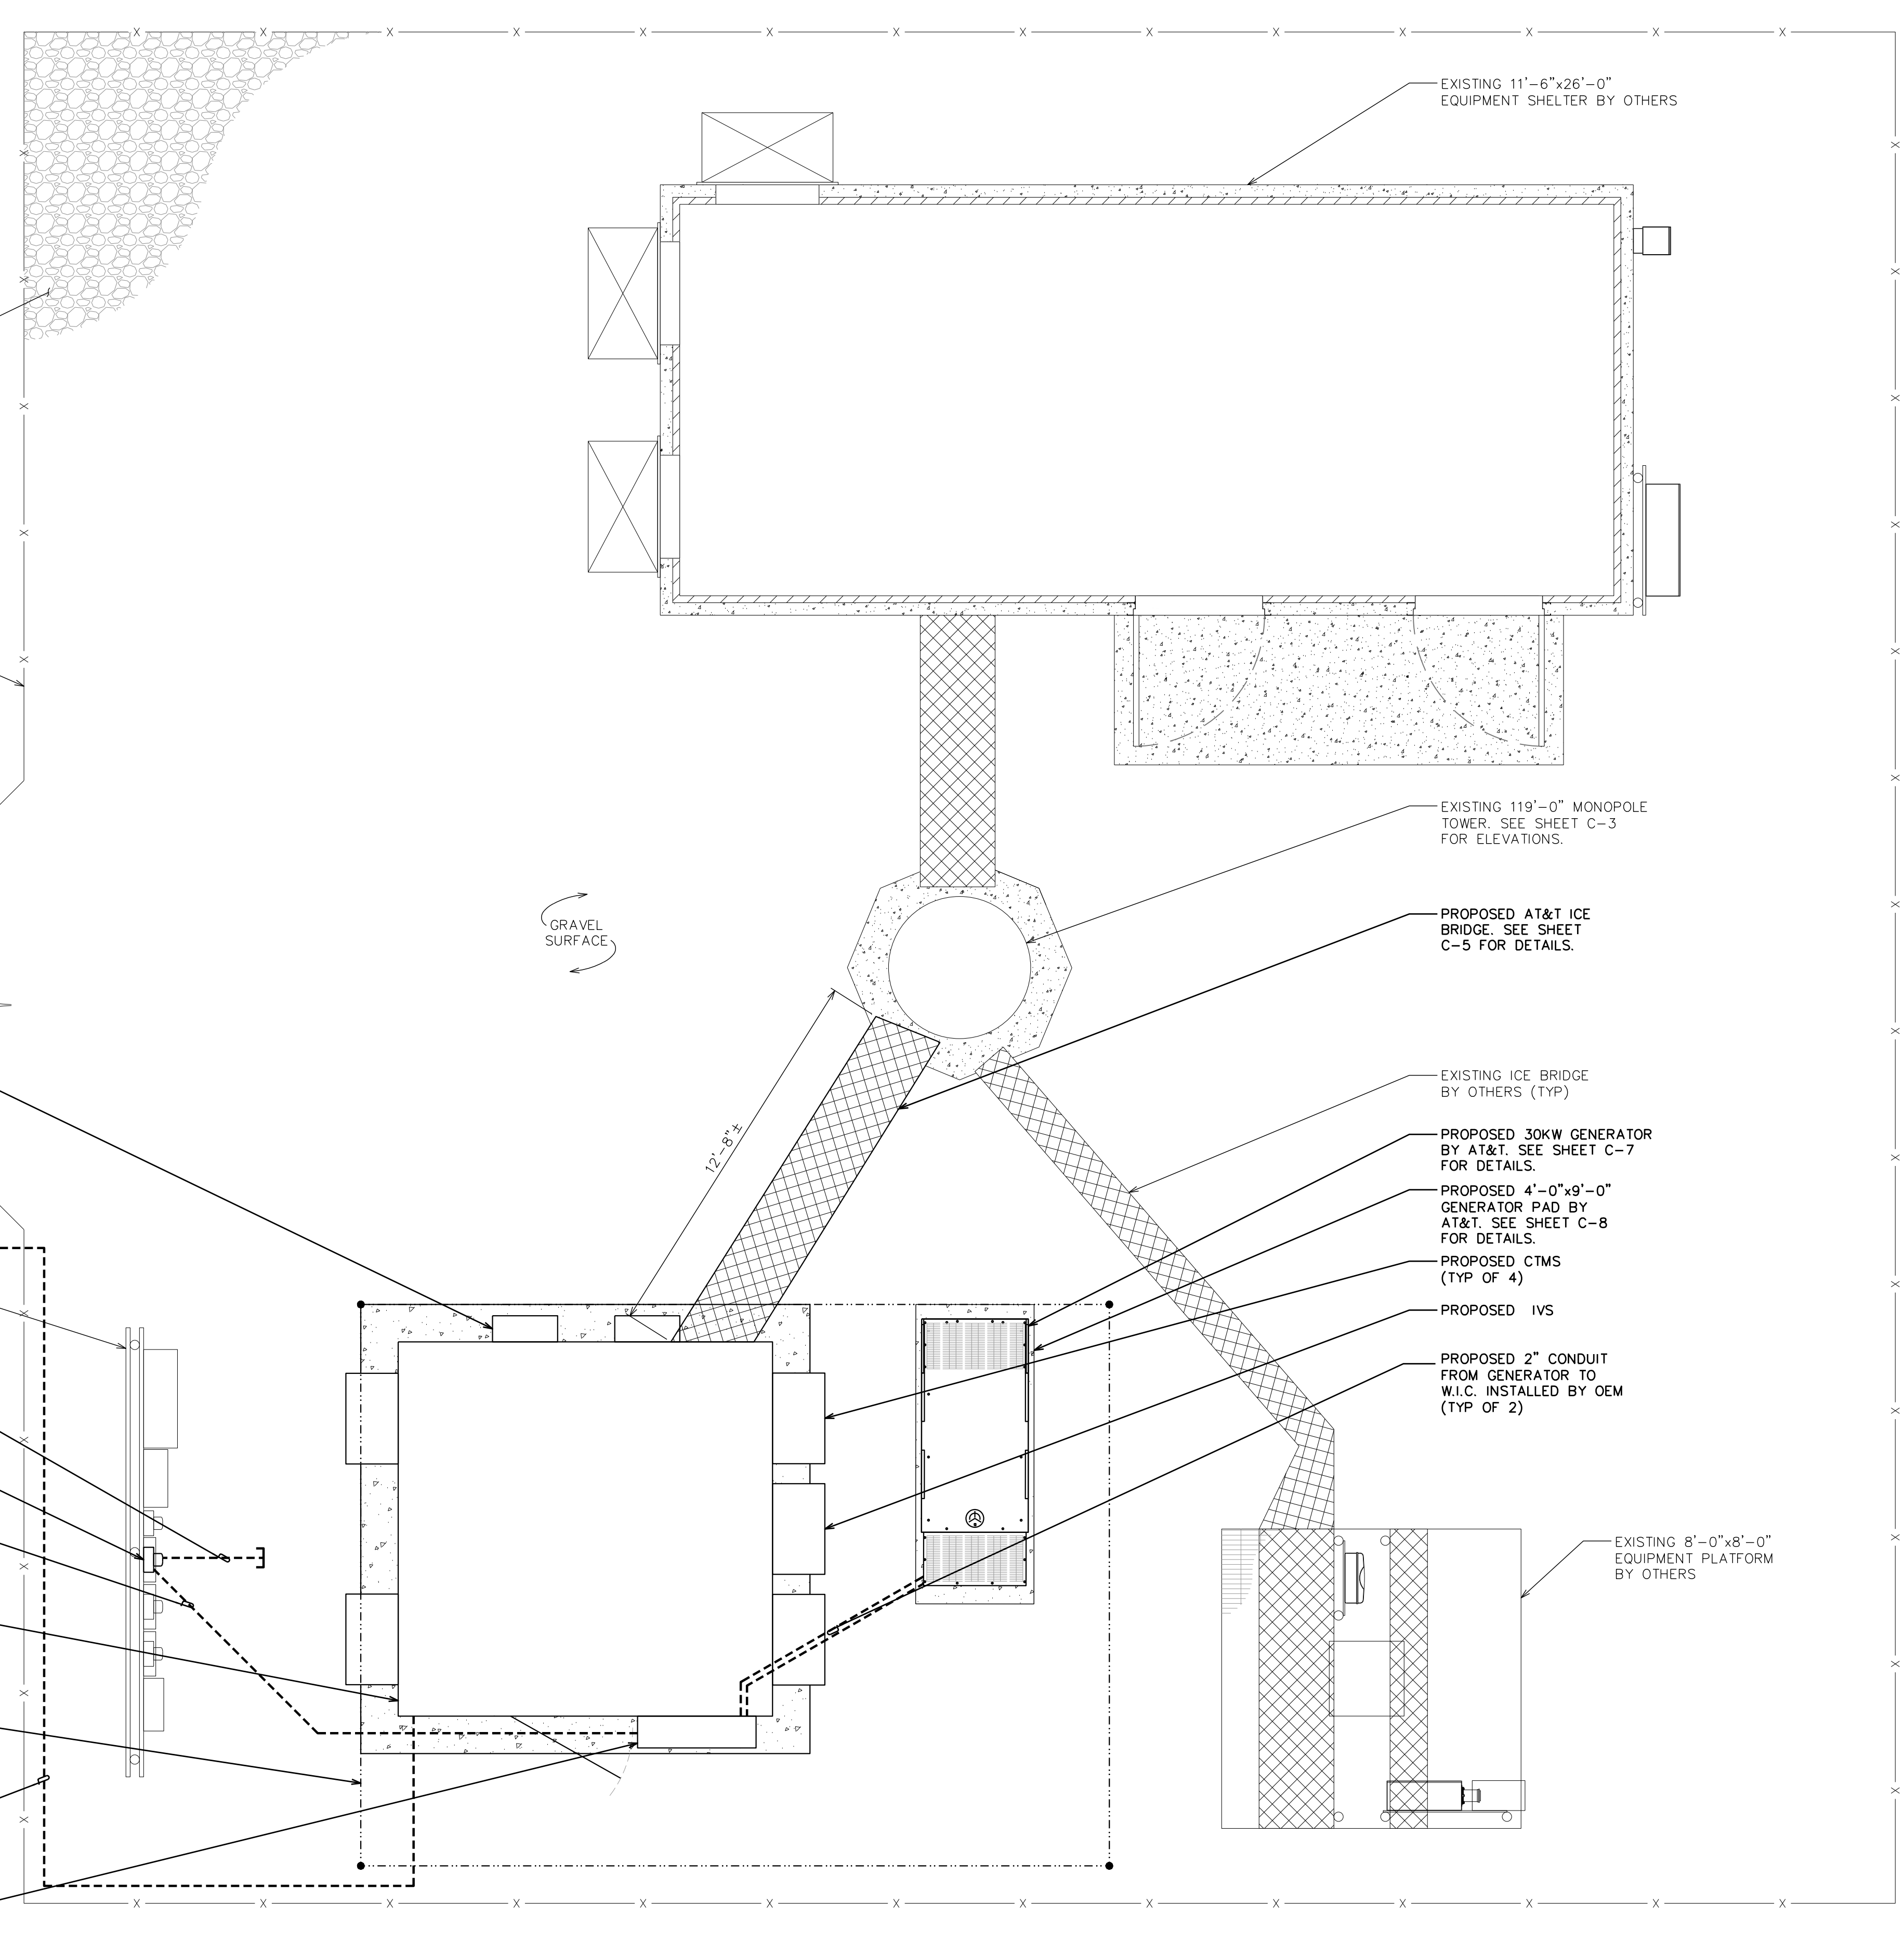 EXISTING 11'-6"x26'-0"
EQUIPMENT SHELTER BY OTHERS
EXISTING 119'-0" MONOPOLE
TOWER. SEE SHEET C-3
FOR ELEVATIONS.
GRAVEL
SURFACE
PROPOSED AT&T ICE
BRIDGE. SEE SHEET
C-5 FOR DETAILS.
12'-8"±
EXISTING ICE BRIDGE
BY OTHERS (TYP)
PROPOSED 30KW GENERATOR
BY AT&T. SEE SHEET C-7
FOR DETAILS.
PROPOSED 4'-0"x9'-0"
GENERATOR PAD BY
AT&T. SEE SHEET C-8
FOR DETAILS.
PROPOSED CTMS
(TYP OF 4)
PROPOSED IVS
PROPOSED 2" CONDUIT
FROM GENERATOR TO
W.I.C. INSTALLED BY OEM
(TYP OF 2)
EXISTING 8'-0"x8'-0"
EQUIPMENT PLATFORM
BY OTHERS